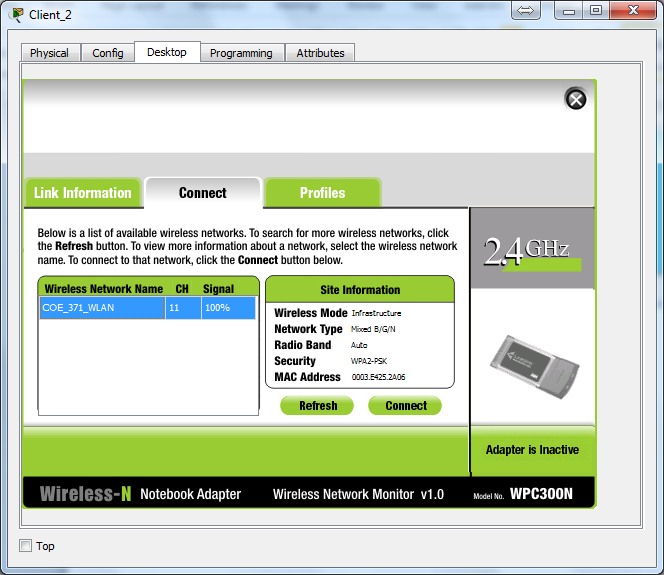 Client_2
Physical Config Desktop Programming Attributes
Link Information Connect Profiles
Below is a list of available wireless networks. To search for more wireless networks, click
the Refresh button. To view more information about a network, select the wireless network
name. To connect to that network, click the Connect button below.
2.4GHz
Wireless Network Name CH Signal
COE_371_WLAN 11 100%
Site Information
Wireless Mode Infrastructure
Network Type Mixed B/G/N
Radio Band Auto
Security WPA2-PSK
MAC Address 0003.E425.2A06
Refresh Connect
Adapter is Inactive
Wireless-N Notebook Adapter Wireless Network Monitor v1.0 Model No. WPC300N
Top